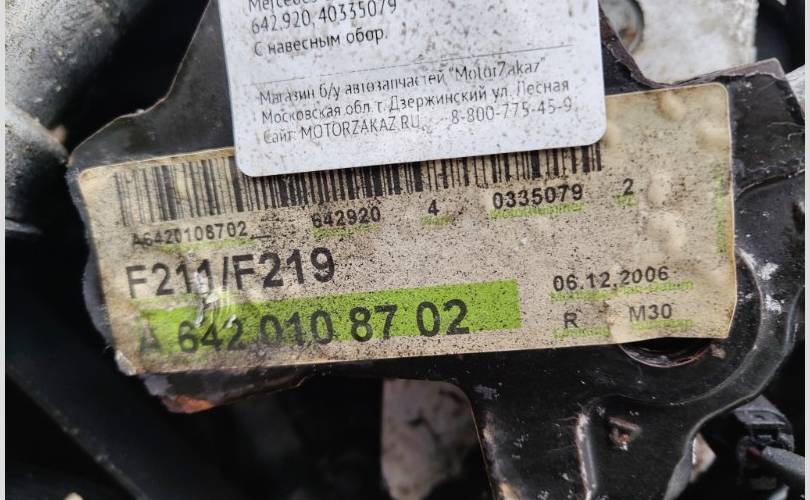 Mercedes
642.920.40335079
С навесным обор.
Магазин б/у автозапчастей "MotorZakaz"
Московская обл. г. Дзержинский ул. Лесная
Сайт: MOTORZAKAZ.RU 8-800-775-45-9
A6420108702 642920 4 0335079 2
F211/F219
06.12.2006
A 642 010 87 02
R M30